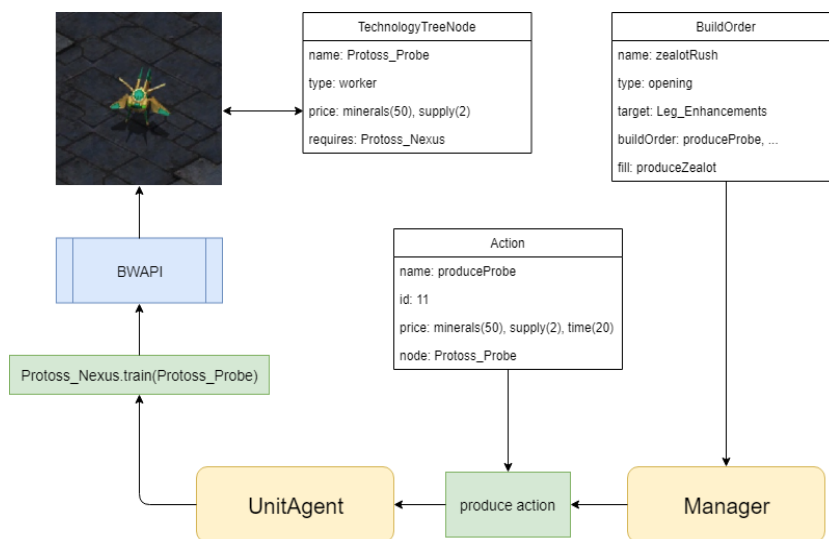 TechnologyTreeNode
name: Protoss_Probe
type: worker
price: minerals(50), supply(2)
requires: Protoss_Nexus
BuildOrder
name: zealotRush
type: opening
target: Leg_Enhancements
buildOrder: produceProbe, ...
fill: produceZealot
BWAPI
Action
name: produceProbe
id: 11
price: minerals(50), supply(2), time(20)
node: Protoss_Probe
Protoss_Nexus.train(Protoss_Probe)
UnitAgent
produce action
Manager